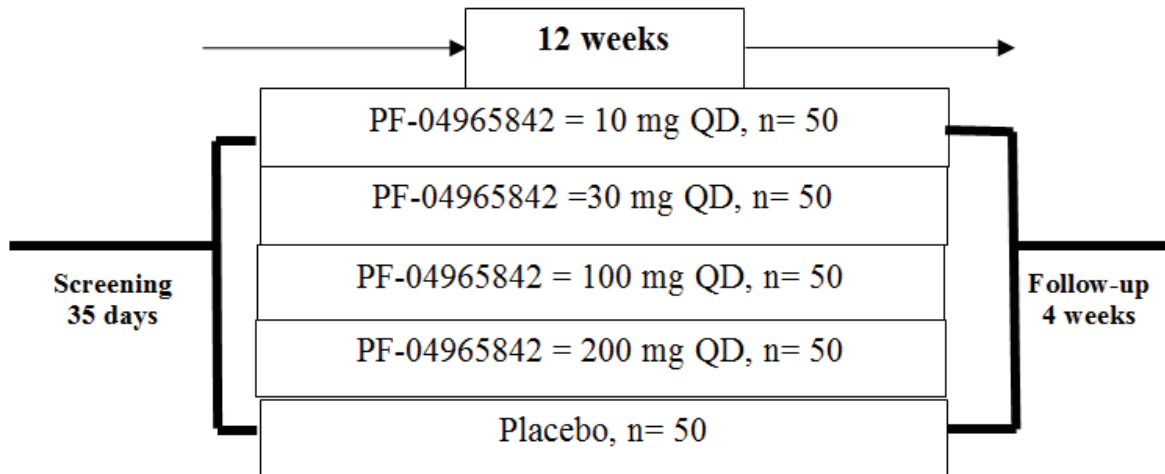 12 weeks
PF-04965842 = 10 mg QD, n= 50
PF-04965842 =30 mg QD, n= 50
PF-04965842 = 100 mg QD, n= 50
PF-04965842 = 200 mg QD, n= 50
Placebo, n= 50
Screening
35 days
Follow-up
4 weeks